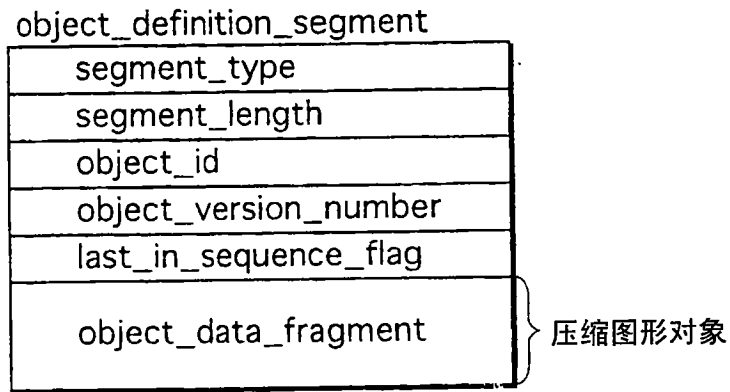 object_definition_segment
segment_type
segment_length
object_id
object_version_number
last_in_sequence_flag
object_data_fragment
压缩图形对象